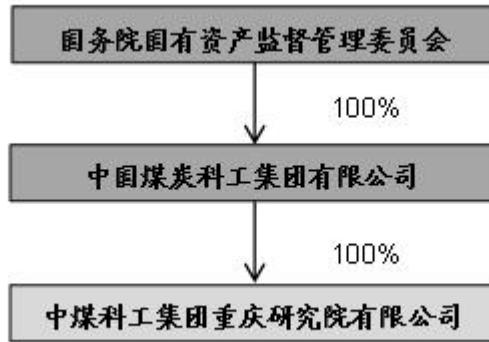 国务院国有资产监督管理委员会
100%
中国煤炭科工集团有限公司
100%
中煤科工集团重庆研究院有限公司